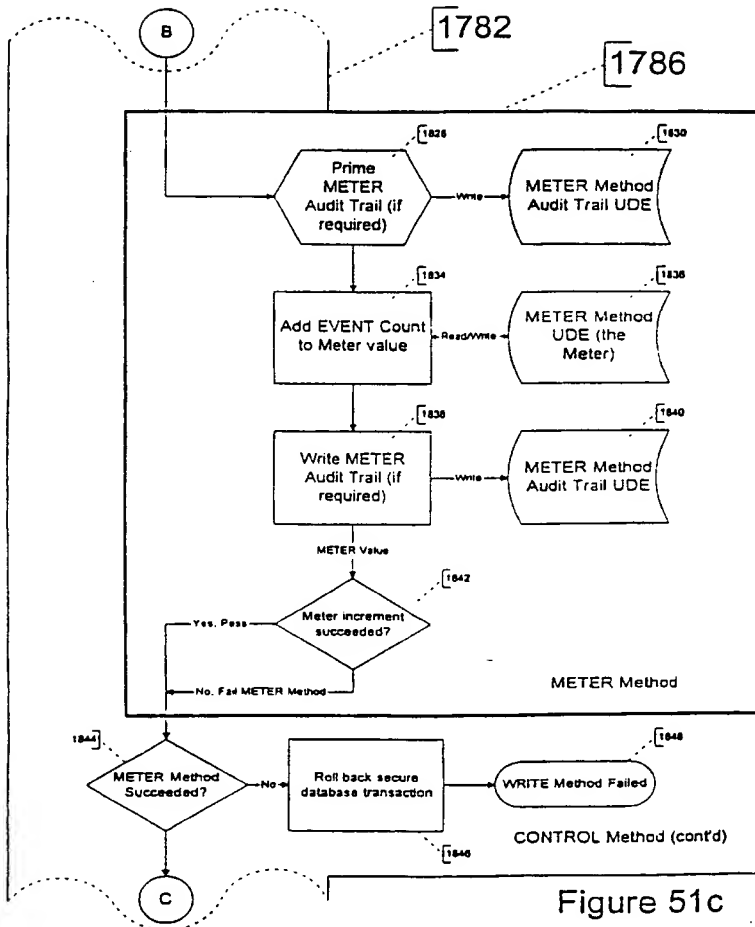 B
1782
1786
1826
Prime
METER
Audit Trail (if
required)
Write
1830
METER Method
Audit Trail UDE
1834
Add EVENT Count
to Meter value
Read/Write
1836
METER Method
UDE (the
Meter)
1838
Write METER
Audit Trail (if
required)
Write
1840
METER Method
Audit Trail UDE
METER Value
1842
Meter increment
succeeded?
Yes, Pass
No, Fail METER Method
METER Method
1844
METER Method
Succeeded?
No
Roll back secure
database transaction
1846
1848
WRITE Method Failed
CONTROL Method (cont'd)
C
Figure 51c